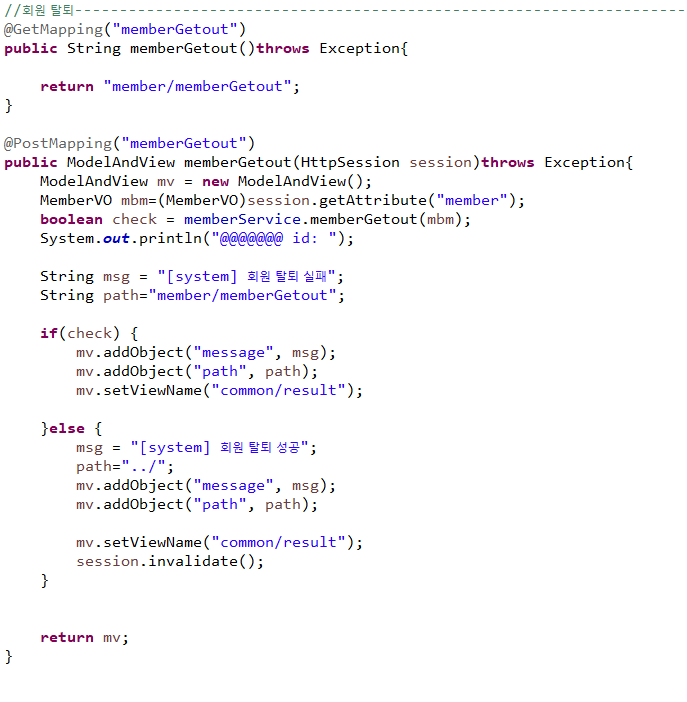 //회원 탈퇴--------------------------------------------------------------------
@GetMapping("memberGetout")
public String memberGetout()throws Exception{
return "member/memberGetout";
}
@PostMapping("memberGetout")
public ModelAndView memberGetout(HttpSession session)throws Exception{
ModelAndView mv = new ModelAndView();
MemberVO mbm=(MemberVO)session.getAttribute("member");
boolean check = memberService.memberGetout(mbm);
System.out.println("@@@@@@@ id: ");
String msg = "[system] 회원 탈퇴 실패";
String path="member/memberGetout";
if(check) {
mv.addObject("message", msg);
mv.addObject("path", path);
mv.setViewName("common/result");
}else {
msg = "[system] 회원 탈퇴 성공";
path="../";
mv.addObject("message", msg);
mv.addObject("path", path);
mv.setViewName("common/result");
session.invalidate();
}
return mv;
}